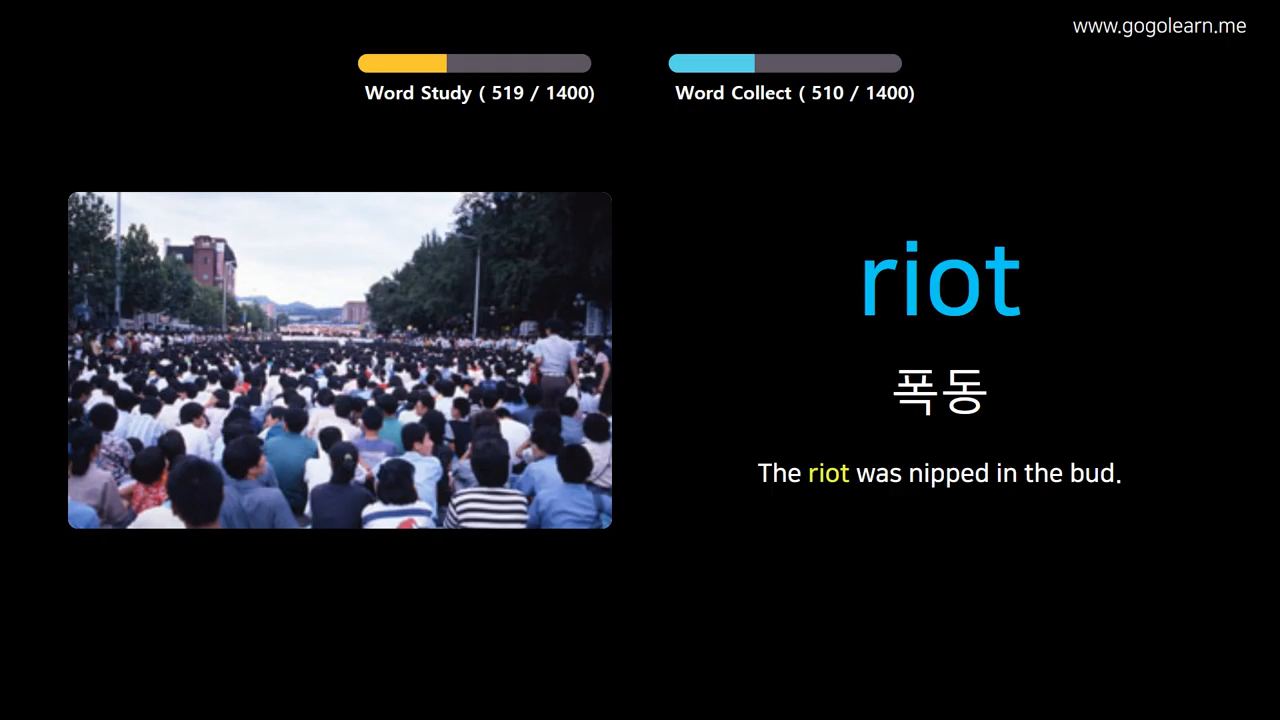 www.gogolearn.me
Word Study ( 519 / 1400)
Word Collect ( 510 / 1400)
riot
폭동
The riot was nipped in the bud.